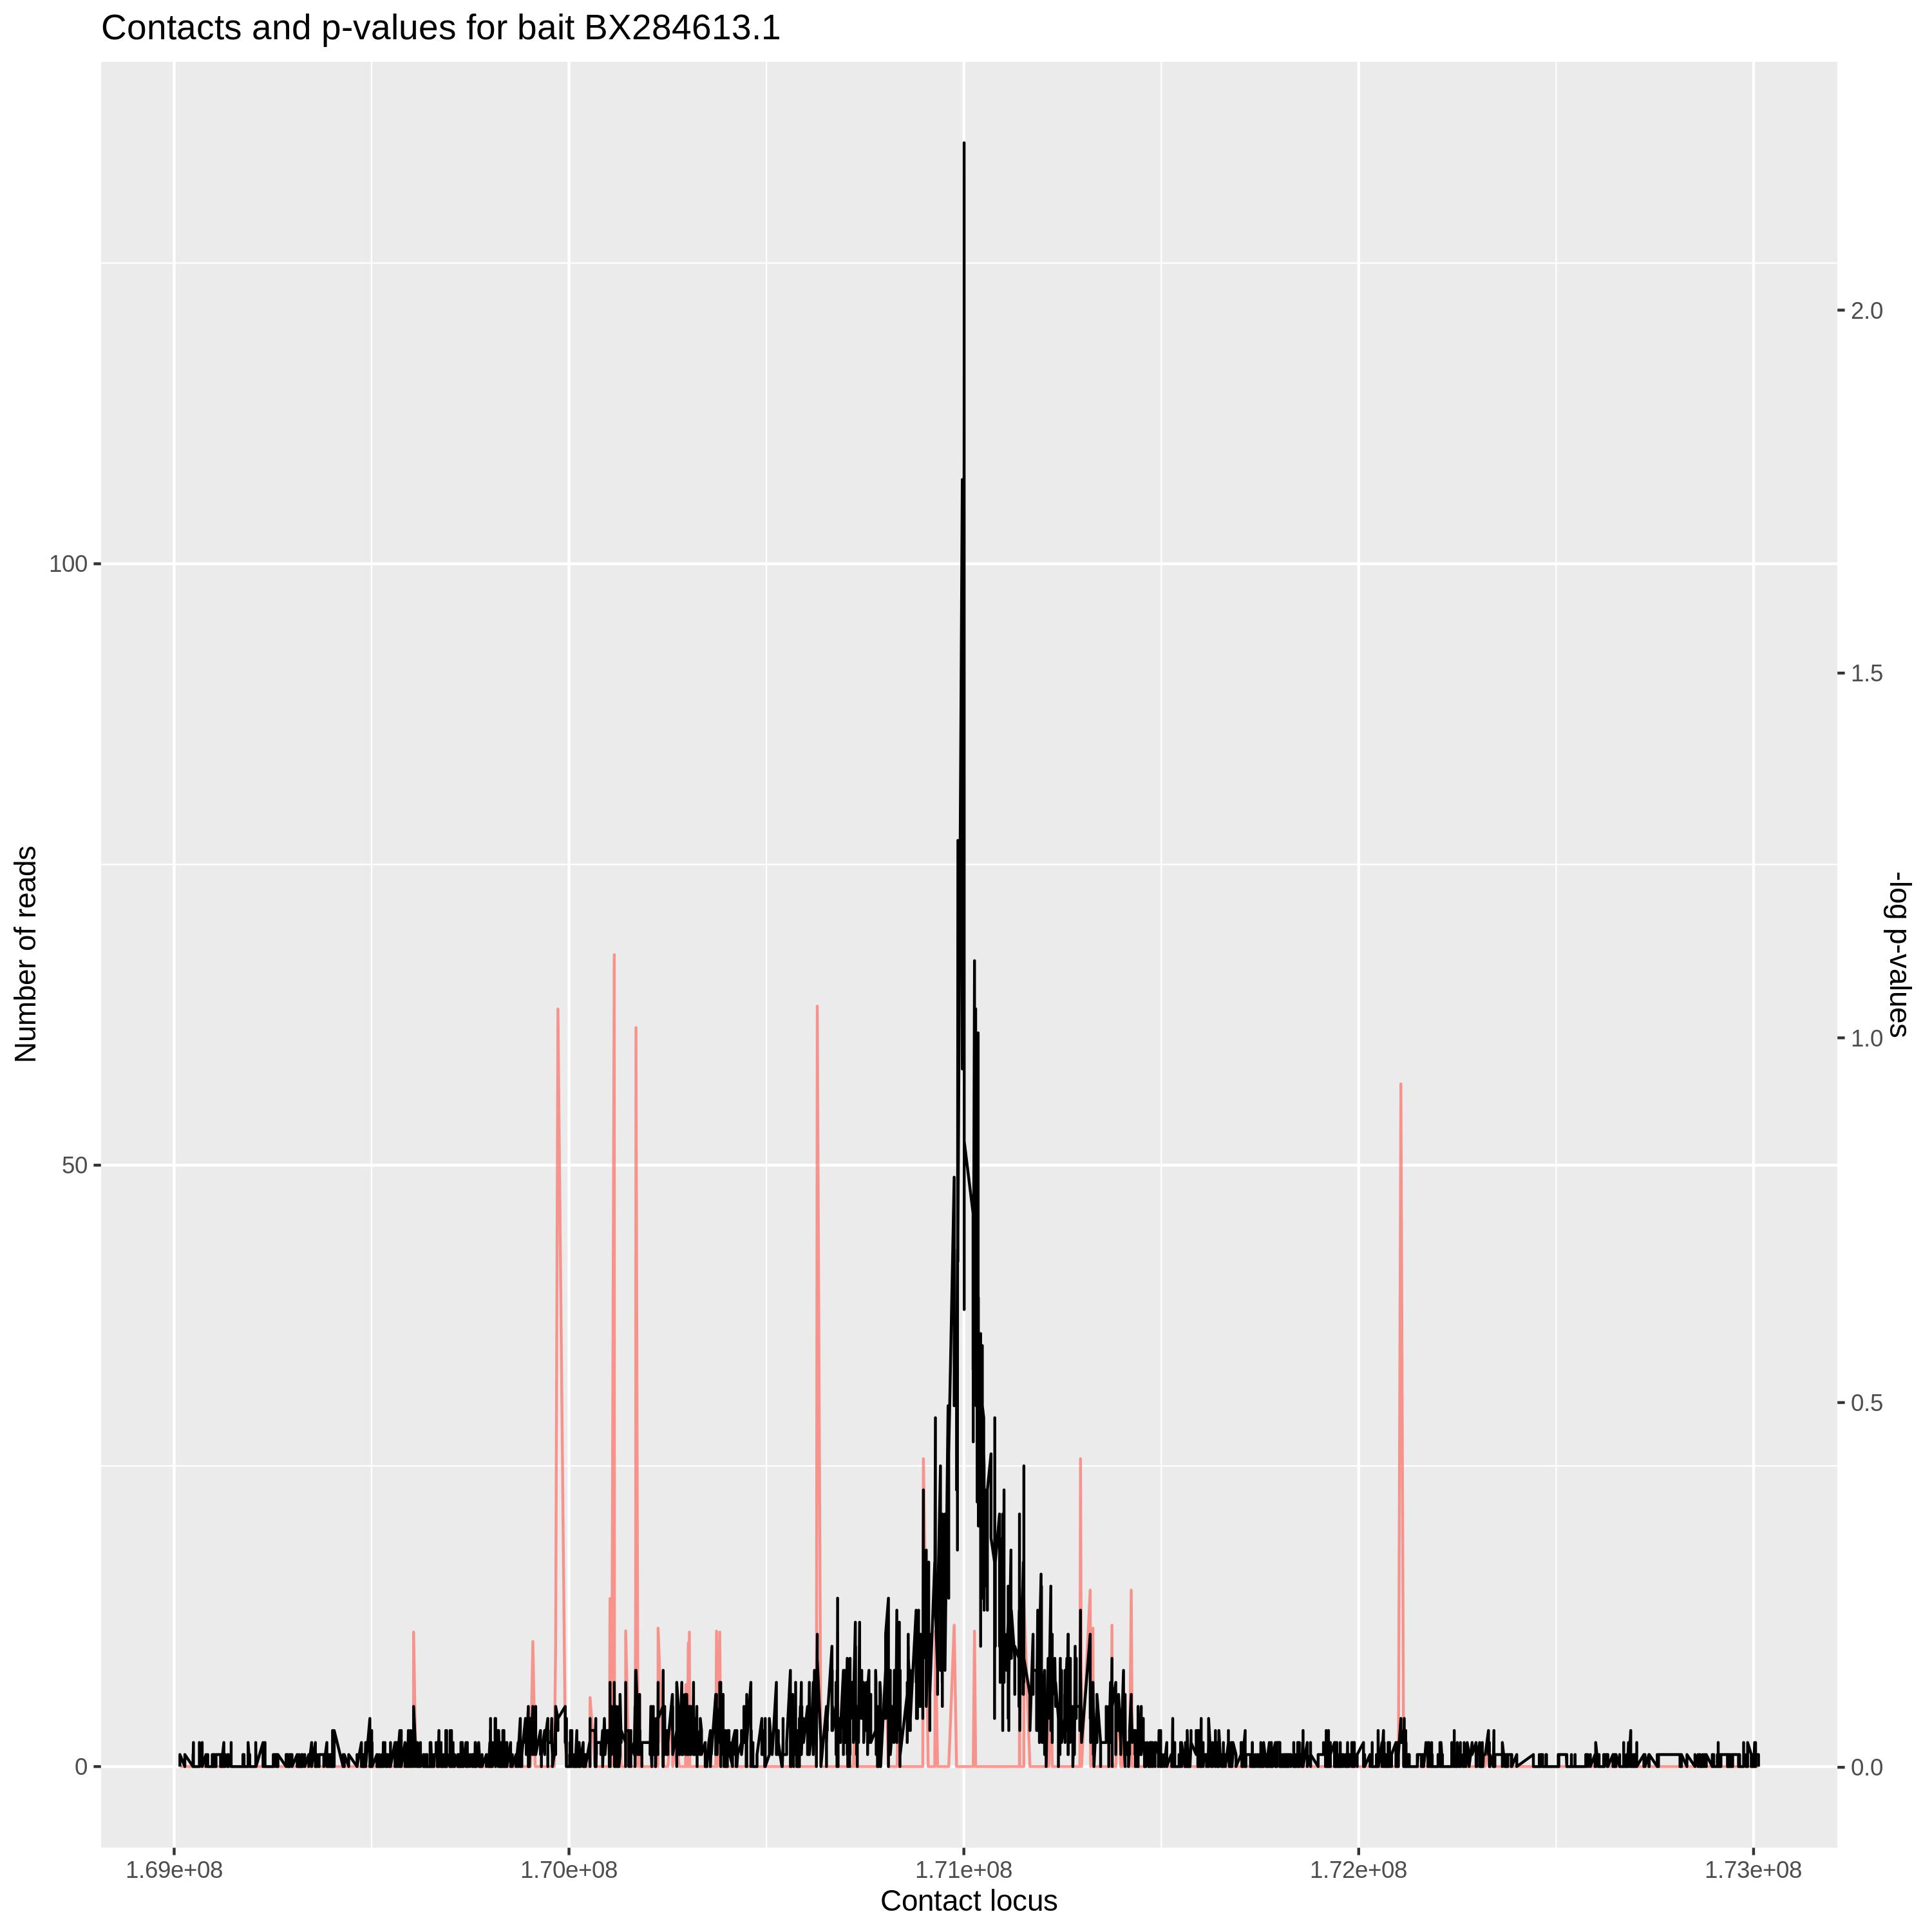 Contacts and p-values for bait BX284613.1
Number of reads
100
50
0
2.0
1.5
1.0
0.5
0.0
-log p-values
1.69e+08 1.70e+08 1.71e+08 1.72e+08 1.73e+08
Contact locus